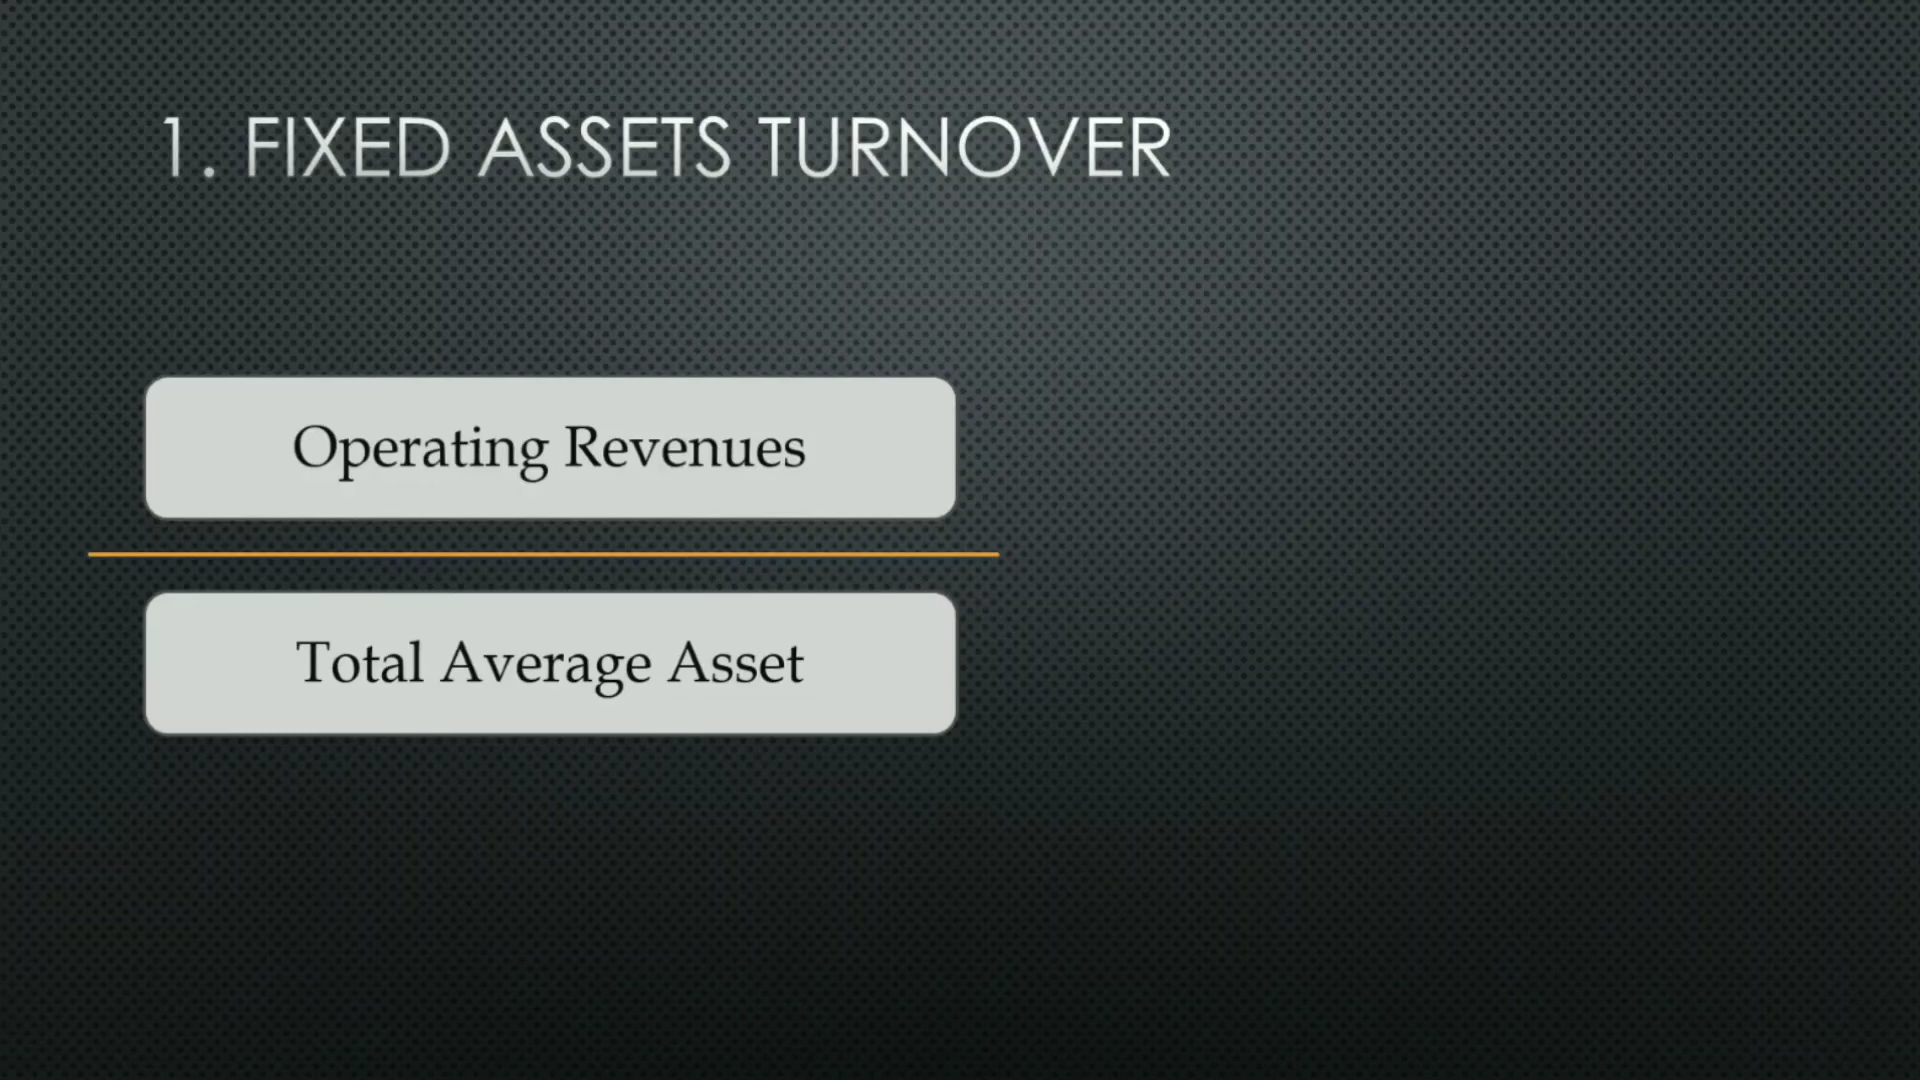 1. FIXED ASSETS TURNOVER
Operating Revenues
Total Average Asset